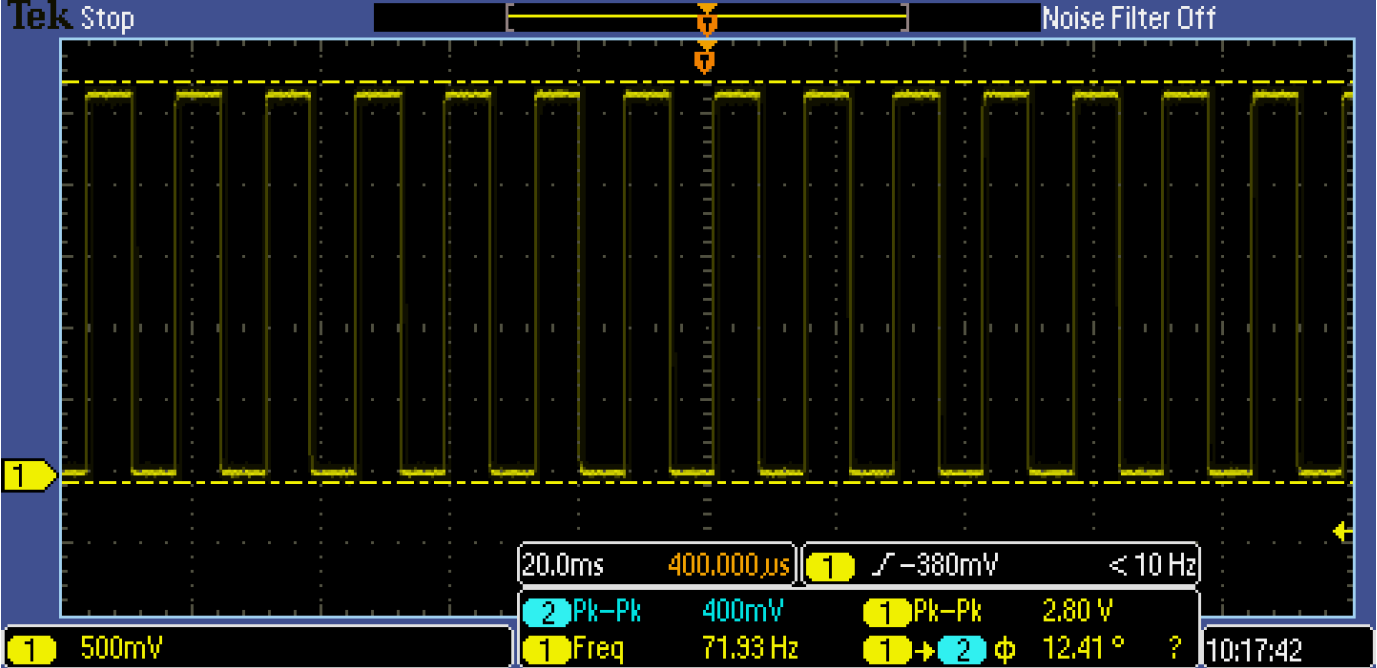 Tek Stop Noise Filter Off
T
T
1
20.0ms 400.000µs 1 −380mV < 10 Hz
2 Pk−Pk 400mV 1 Pk−Pk 2.80 V
1 500mV 1 Freq 71.93 Hz 1➔2 ϕ 12.41 ° ? 10:17:42